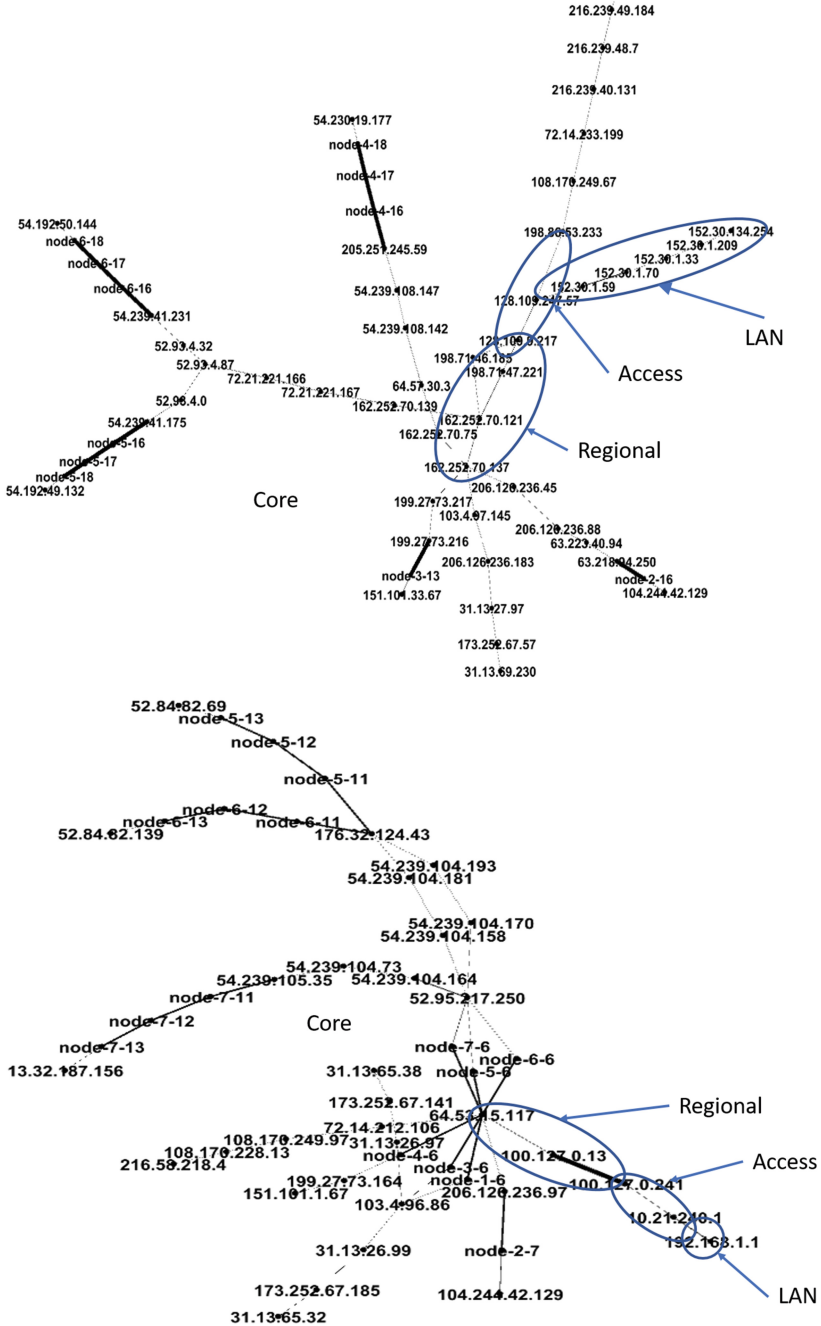 216.239.49.184
216.239.48.7
216.239.40.131
54.230.19.177
72.14.233.199
node-4-18
node-4-17
108.170.249.67
node-4-16
54.192.50.144
198.86.53.233
152.30.134.254
node-6-18
152.30.1.209
205.251.245.59
152.30.1.33
node-6-17
152.30.1.70
node-6-16
54.239.108.147
152.30.1.59
128.109.247.57
54.239.41.231
54.239.108.142
LAN
128.109.9.217
52.93.4.32
198.71.46.185
52.93.4.87
198.71.47.221
Access
72.21.221.166
64.57.30.3
72.21.221.167
52.93.4.0
162.252.70.139
54.239.41.175
162.252.70.121
162.252.70.75
node-5-16
Regional
node-5-17
162.252.70.137
node-5-18
54.192.49.132
206.126.236.45
Core
199.27.73.217
103.4.97.145
206.126.236.88
199.27.73.216
63.223.40.94
206.126.236.183
63.218.94.250
node-3-13
node-2-16
151.101.33.67
104.244.42.129
31.13.27.97
173.252.67.57
31.13.69.230
52.84.82.69
node-5-13
node-5-12
node-5-11
node-6-12
node-6-13
node-6-11
52.84.82.139
176.32.124.43
54.239.104.193
54.239.104.181
54.239.104.170
54.239.104.158
54.239.104.73
54.239.105.35
54.239.104.164
node-7-11
52.95.217.250
node-7-12
Core
node-7-13
node-7-6
node-6-6
13.32.187.156
31.13.65.38
node-5-6
173.252.67.141
Regional
64.53.15.117
72.14.212.106
108.170.249.97
31.13.26.97
108.170.228.13
node-4-6
100.127.0.13
216.58.218.4
Access
node-3-6
199.27.73.164
node-1-6
100.127.0.241
151.101.1.67
206.126.236.97
103.4.96.86
10.21.240.1
192.168.1.1
31.13.26.99
node-2-7
173.252.67.185
104.244.42.129
LAN
31.13.65.32